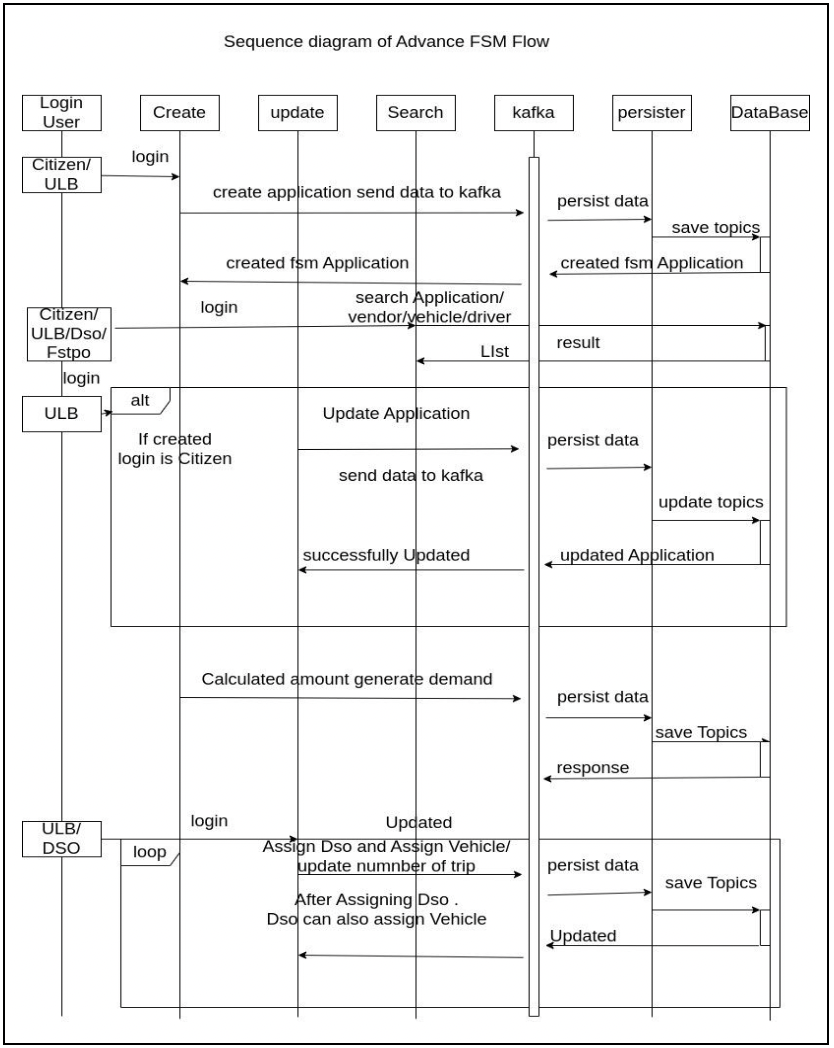 Sequence diagram of Advance FSM Flow
Login
User
Create
update
Search
kafka
persister
DataBase
Citizen/
ULB
login
create application send data to kafka
persist data
save topics
created fsm Application
created fsm Application
Citizen/
ULB/Dso/
Fstpo
login
search Application/
vendor/vehicle/driver
result
LIst
login
ULB
alt
If created
login is Citizen
Update Application
persist data
send data to kafka
update topics
successfully Updated
updated Application
Calculated amount generate demand
persist data
save Topics
response
ULB/
DSO
login
Updated
loop
Assign Dso and Assign Vehicle/
update numnber of trip
persist data
save Topics
After Assigning Dso .
Dso can also assign Vehicle
Updated